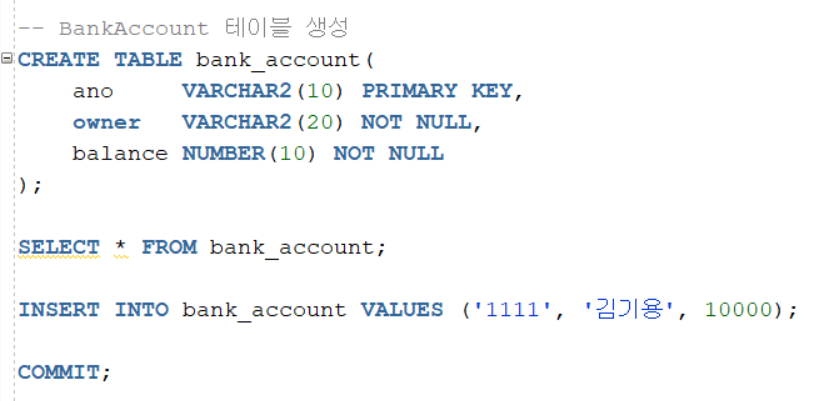 -- BankAccount 테이블 생성
CREATE TABLE bank_account(
ano VARCHAR2(10) PRIMARY KEY,
owner VARCHAR2(20) NOT NULL,
balance NUMBER(10) NOT NULL
);
SELECT * FROM bank_account;
INSERT INTO bank_account VALUES ('1111', '김기용', 10000);
COMMIT;